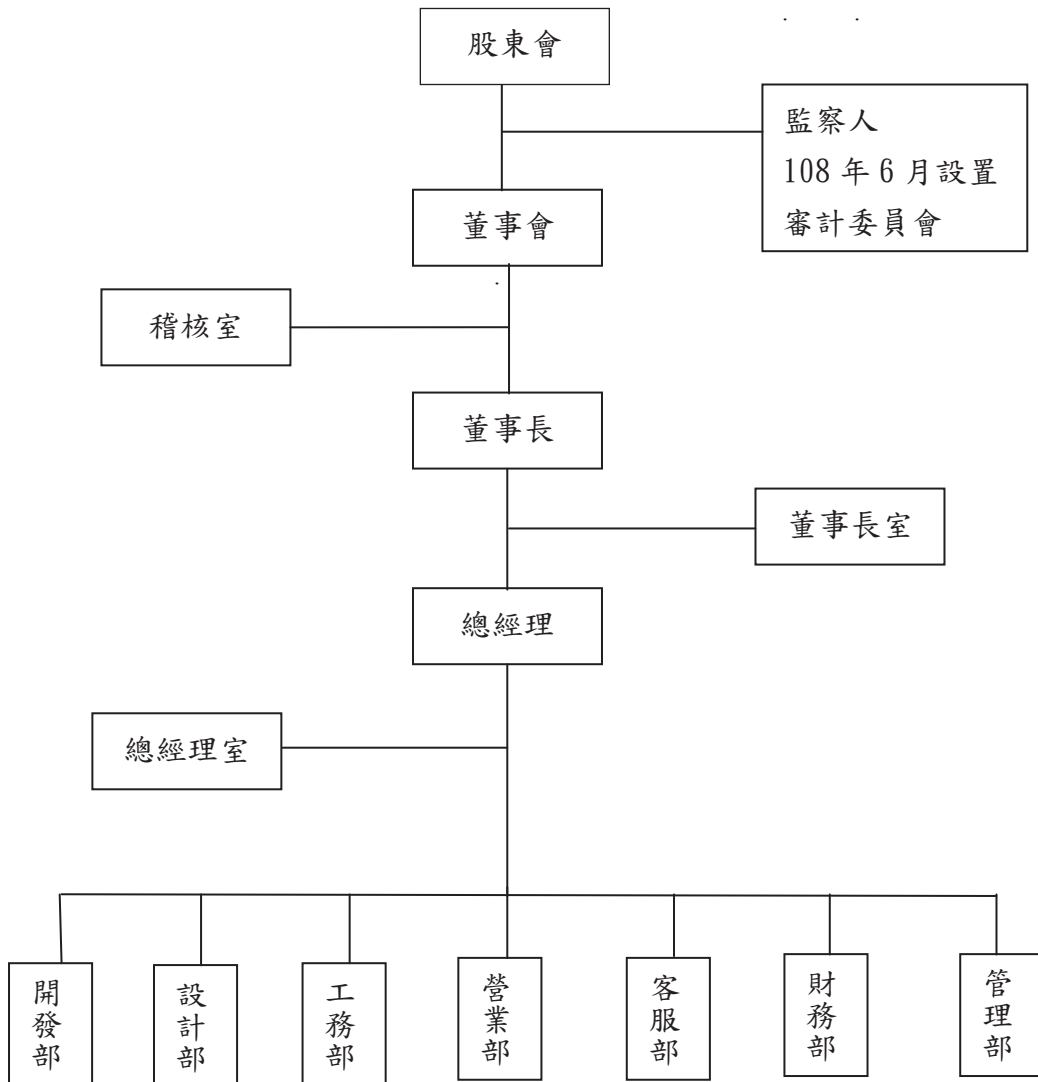 股東會
監察人
108 年 6 月設置
審計委員會
董事會
稽核室
董事長
董事長室
總經理
總經理室
開發部
設計部
工務部
營業部
客服部
財務部
管理部